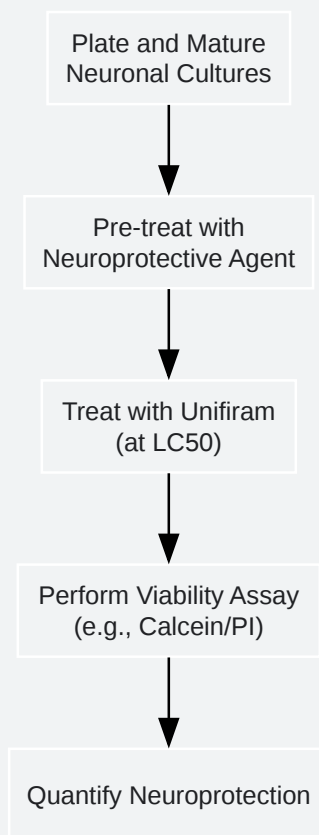 Plate and Mature
Neuronal Cultures
Pre-treat with
Neuroprotective Agent
Treat with Unifiram
(at LC50)
Perform Viability Assay
(e.g., Calcein/PI)
Quantify Neuroprotection